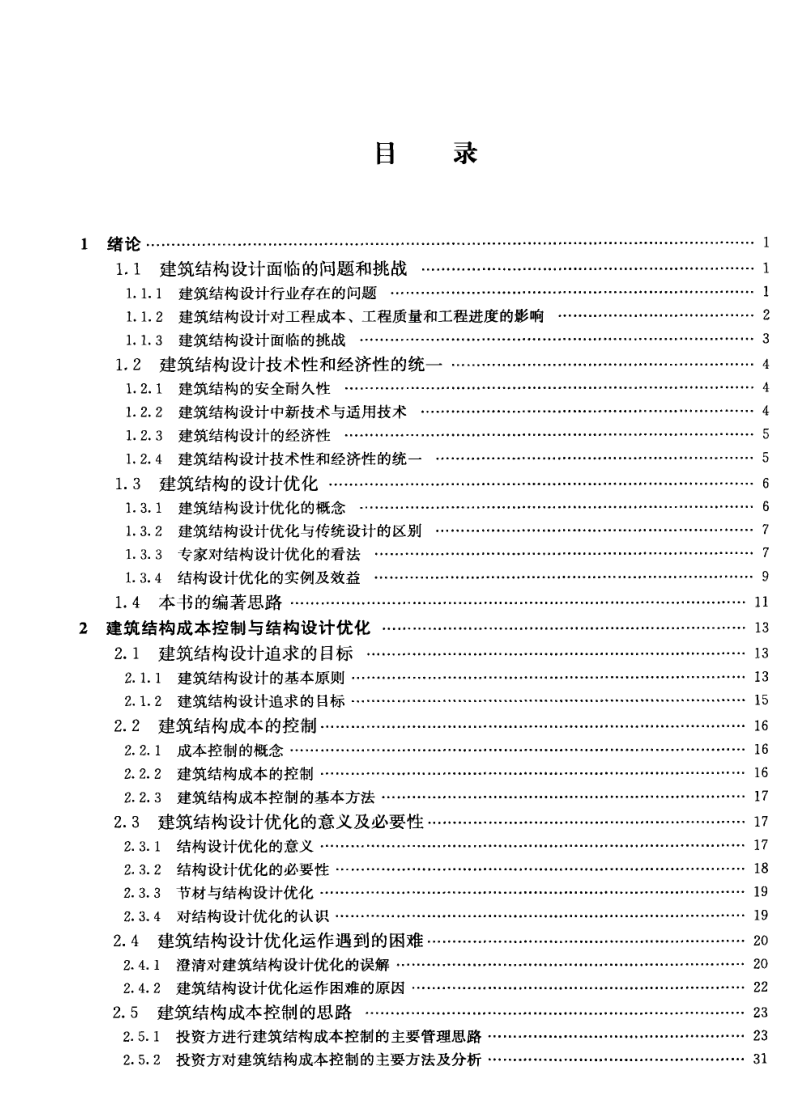 目 录
1 绪论 …… 1
1.1 建筑结构设计面临的问题和挑战 …… 1
1.1.1 建筑结构设计行业存在的问题 …… 1
1.1.2 建筑结构设计对工程成本、工程质量和工程进度的影响 …… 2
1.1.3 建筑结构设计面临的挑战 …… 3
1.2 建筑结构设计技术性和经济性的统一 …… 4
1.2.1 建筑结构的安全耐久性 …… 4
1.2.2 建筑结构设计中新技术与适用技术 …… 4
1.2.3 建筑结构设计的经济性 …… 5
1.2.4 建筑结构设计技术性和经济性的统一 …… 5
1.3 建筑结构的设计优化 …… 6
1.3.1 建筑结构设计优化的概念 …… 6
1.3.2 建筑结构设计优化与传统设计的区别 …… 7
1.3.3 专家对结构设计优化的看法 …… 7
1.3.4 结构设计优化的实例及效益 …… 9
1.4 本书的编著思路 …… 11
2 建筑结构成本控制与结构设计优化 …… 13
2.1 建筑结构设计追求的目标 …… 13
2.1.1 建筑结构设计的基本原则 …… 13
2.1.2 建筑结构设计追求的目标 …… 15
2.2 建筑结构成本的控制 …… 16
2.2.1 成本控制的概念 …… 16
2.2.2 建筑结构成本的控制 …… 16
2.2.3 建筑结构成本控制的基本方法 …… 17
2.3 建筑结构设计优化的意义及必要性 …… 17
2.3.1 结构设计优化的意义 …… 17
2.3.2 结构设计优化的必要性 …… 18
2.3.3 节材与结构设计优化 …… 19
2.3.4 对结构设计优化的认识 …… 19
2.4 建筑结构设计优化运作遇到的困难 …… 20
2.4.1 澄清对建筑结构设计优化的误解 …… 20
2.4.2 建筑结构设计优化运作困难的原因 …… 22
2.5 建筑结构成本控制的思路 …… 23
2.5.1 投资方进行建筑结构成本控制的主要管理思路 …… 23
2.5.2 投资方对建筑结构成本控制的主要方法及分析 …… 31